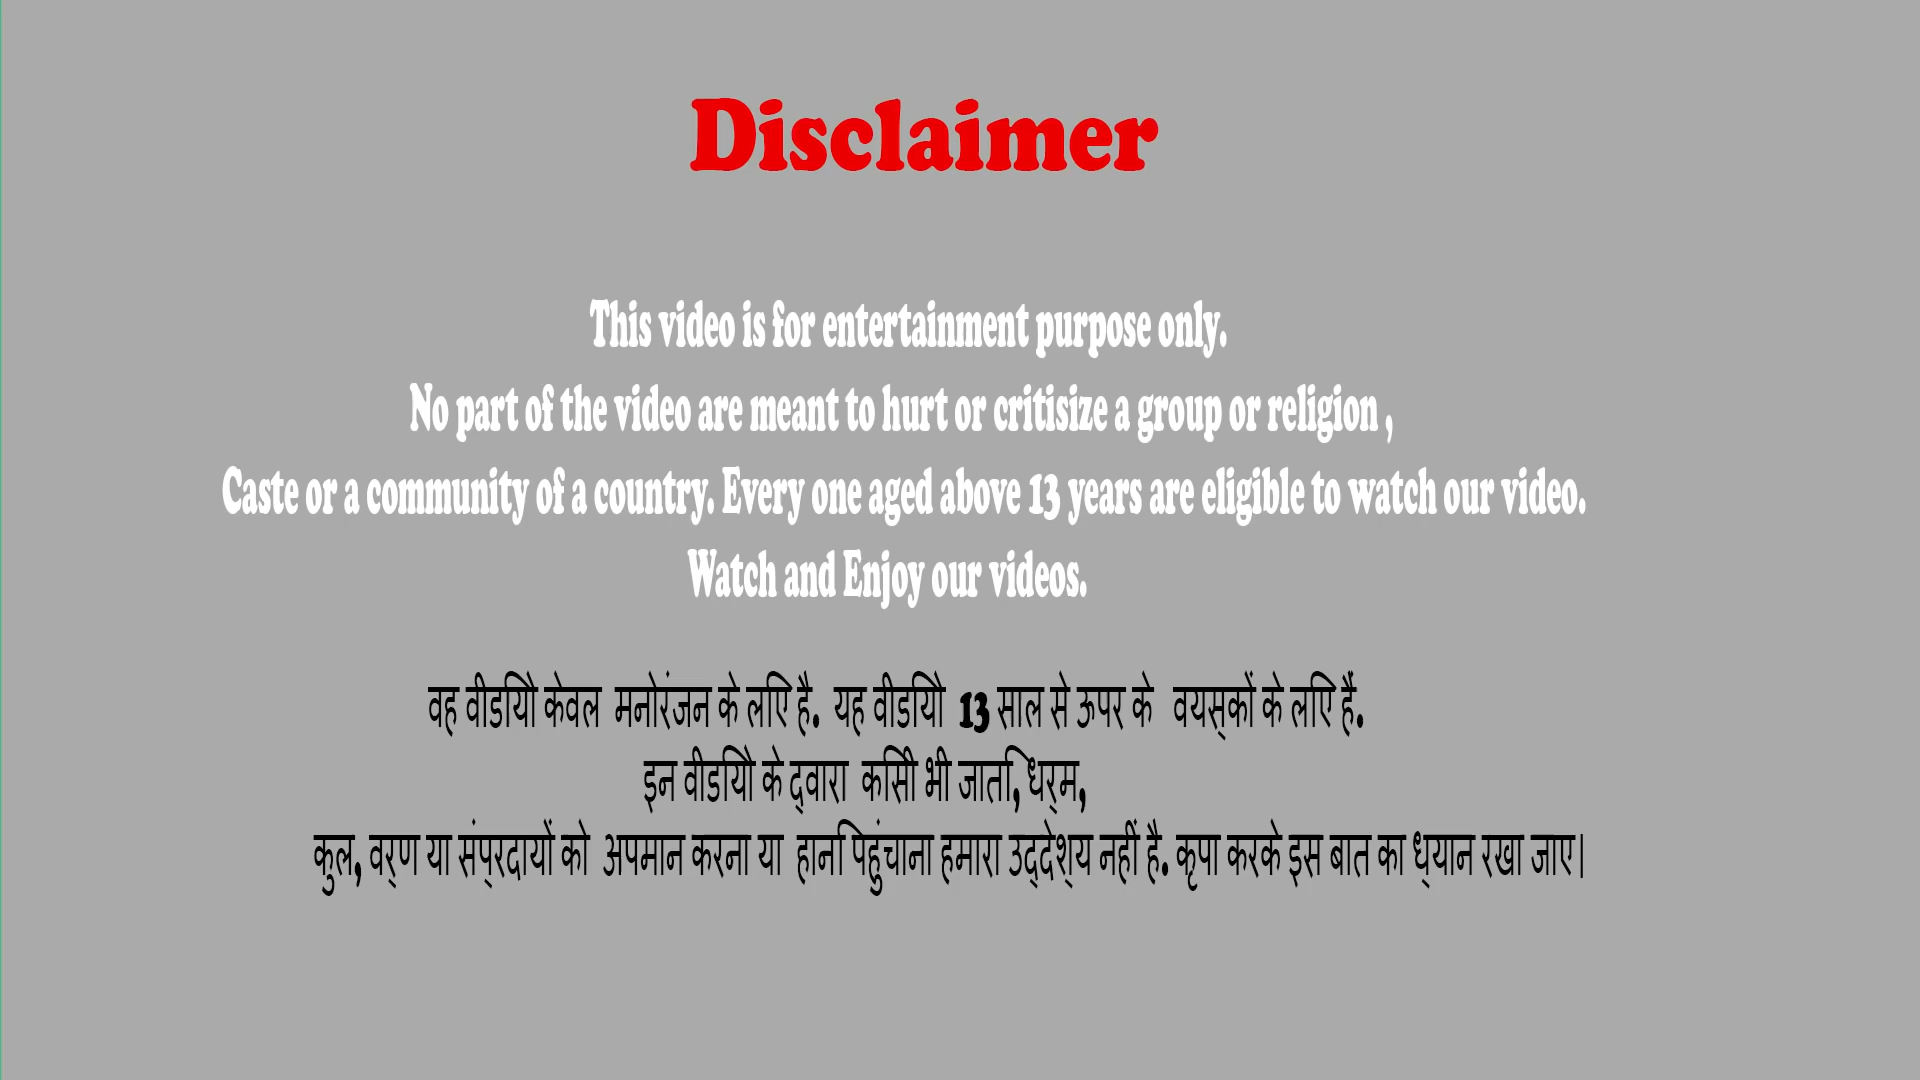 Disclaimer
This video is for entertainment purpose only.
No part of the video are meant to hurt or critisize a group or religion ,
Caste or a community of a country. Every one aged above 13 years are eligible to watch our video.
Watch and Enjoy our videos.
वह वीडियो केवल मनोरंजन के लिए है. यह वीडियो 13 साल से ऊपर के वयस्कों के लिए हैं.
इन वीडियो के द्वारा किसी भी जाति, धर्म,
कुल, वर्ण या संप्रदायों को अपमान करना या हानि पहुंचाना हमारा उद्देश्य नहीं है. कृपा करके इस बात का ध्यान रखा जाए।